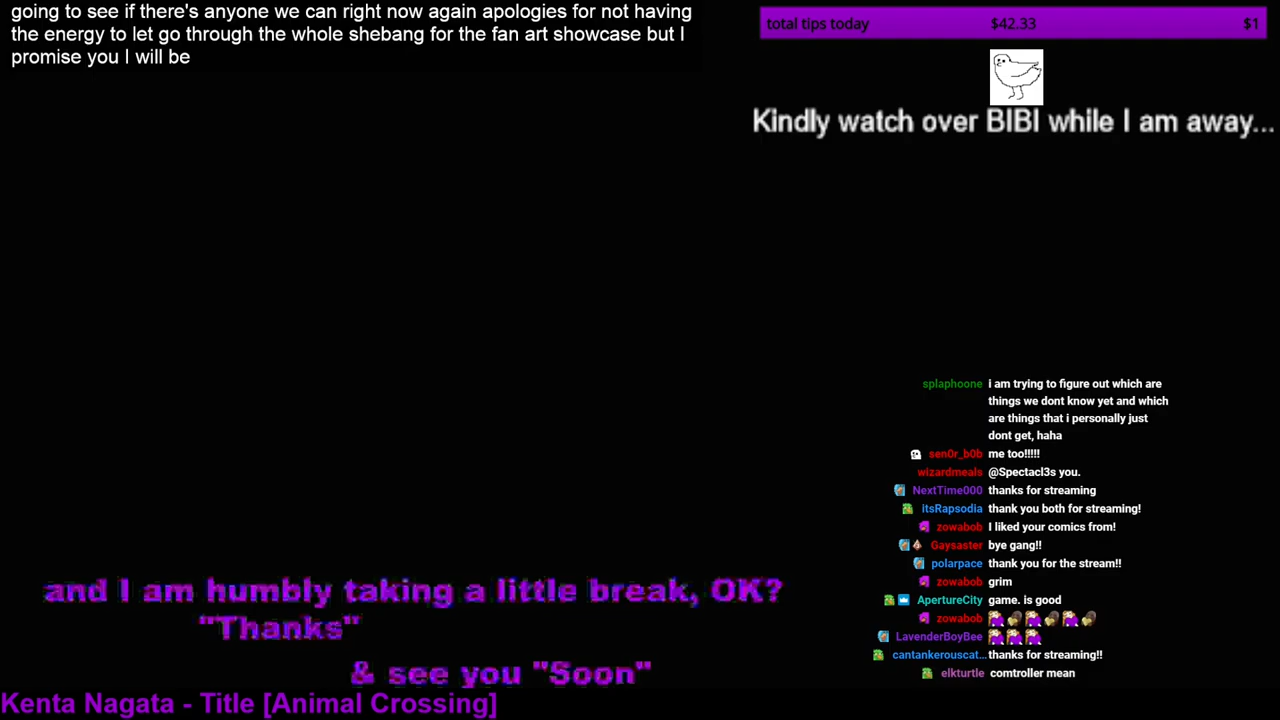 going to see if there's anyone we can right now again apologies for not having
the energy to let go through the whole shebang for the fan art showcase but I
promise you I will be
total tips today $42.33 $1
Kindly watch over BIBI while I am away...
splaphoone i am trying to figure out which are
things we dont know yet and which
are things that i personally just
dont get, haha
sen0r_b0b me too!!!!!
wizardmeals @Spectacl3s you.
NextTime000 thanks for streaming
itsRapsodia thank you both for streaming!
zowabob I liked your comics from!
Gaysaster bye gang!!
polarpace thank you for the stream!!
zowabob grim
ApertureCity game. is good
zowabob
LavenderBoyBee
cantankerouscat... thanks for streaming!!
elkturtle comtroller mean
and I am humbly taking a little break, OK?
"Thanks"
& see you "Soon"
Kenta Nagata - Title [Animal Crossing]